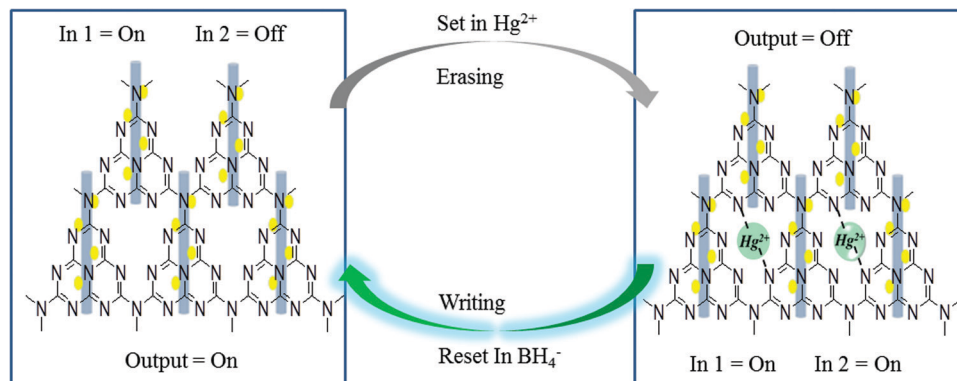 In 1 = On In 2 = Off
Output = On
Set in Hg²⁺
Erasing
Writing
Reset In BH₄⁻
Output = Off
Hg²⁺ Hg²⁺
In 1 = On In 2 = On
N N
N N N N
N N N N
N N N N N N
N N N
N N N N N N
N N N N N N
N N N N N N N N N
N N N N
N N
N N N N
N N N N
N N N N N N
N N N N N
N N N N N N
N N N N N N
N N N N N N N N N
N N N N